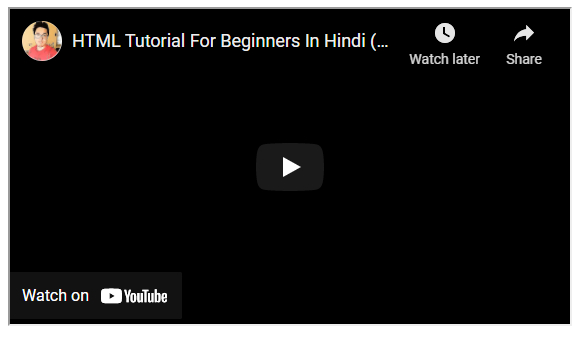 HTML Tutorial For Beginners In Hindi (...
Watch later
Share
Watch on YouTube